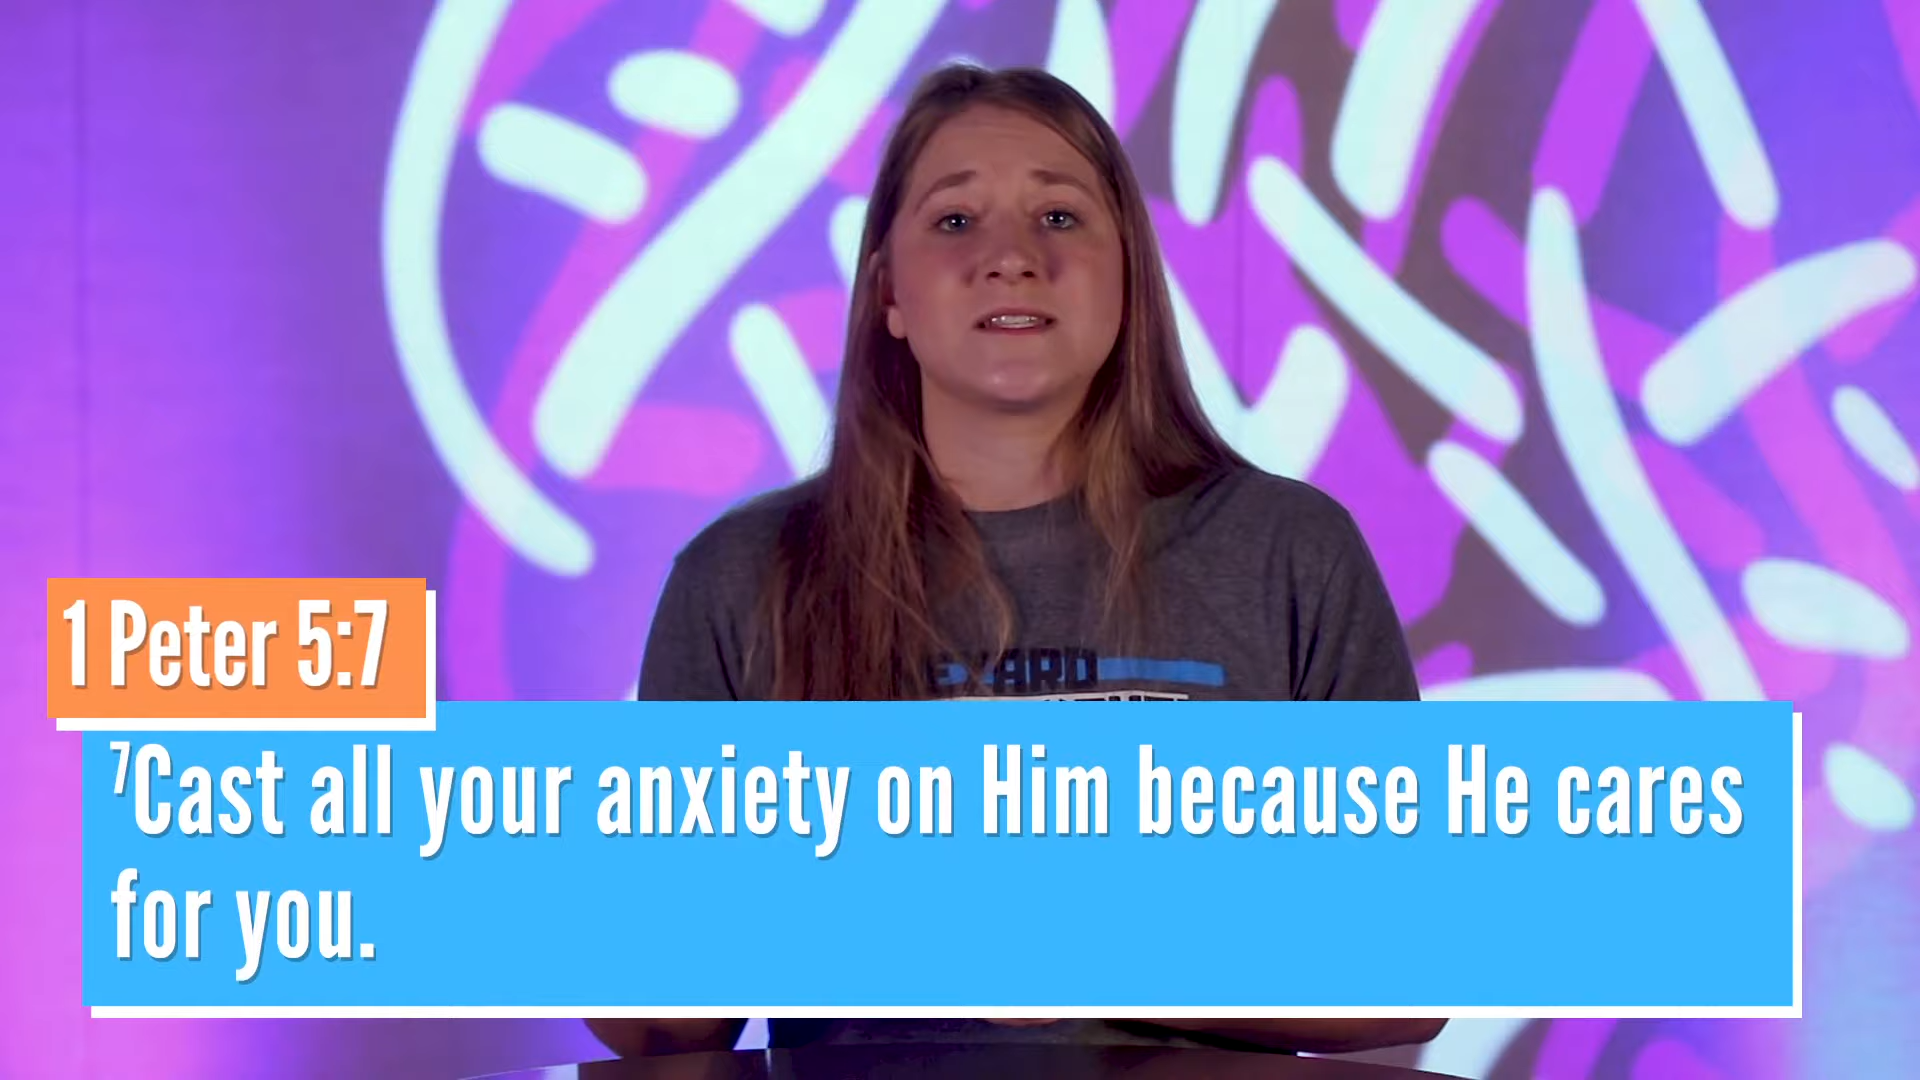 1 Peter 5:7
⁷Cast all your anxiety on Him because He cares
for you.